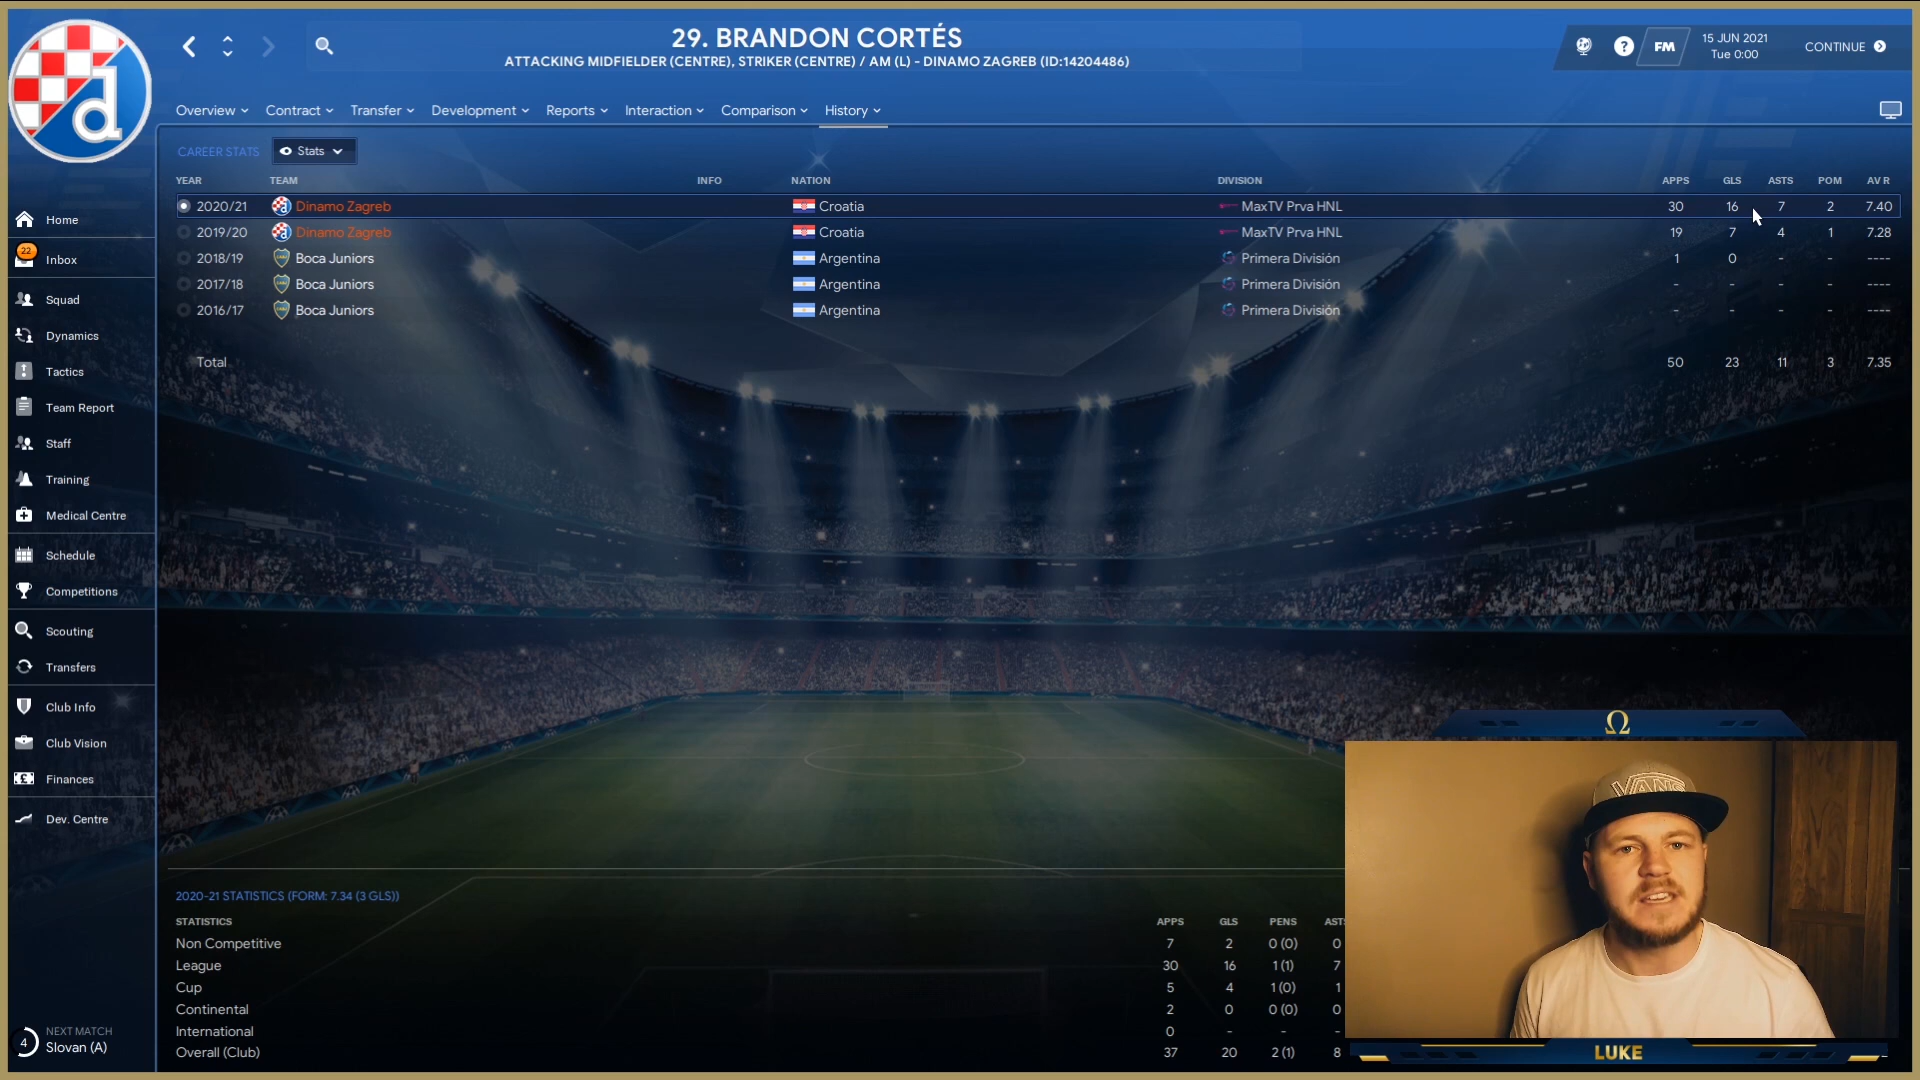 29. BRANDON CORTÉS
ATTACKING MIDFIELDER (CENTRE), STRIKER (CENTRE) / AM (L) - DINAMO ZAGREB (ID:14204486)
? FM 15 JUN 2021 CONTINUE
Tue 0:00
Overview Contract Transfer Development Reports Interaction Comparison History
CAREER STATS Stats
YEAR TEAM INFO NATION DIVISION APPS GLS ASTS POM AV R
2020/21 Dinamo Zagreb Croatia MaxTV Prva HNL 30 16 7 2 7.40
2019/20 Dinamo Zagreb Croatia MaxTV Prva HNL 19 7 4 1 7.28
2018/19 Boca Juniors Argentina Primera División 1 0 - - ----
2017/18 Boca Juniors Argentina Primera División - - - - ----
2016/17 Boca Juniors Argentina Primera División - - - - ----
Total 50 23 11 3 7.35
Home
22
Inbox
Squad
Dynamics
Tactics
Team Report
Staff
Training
Medical Centre
Schedule
Competitions
Scouting
Transfers
Club Info
Club Vision
Finances
Dev. Centre
4 NEXT MATCH
Slovan (A)
2020-21 STATISTICS (FORM: 7.34 (3 GLS))
STATISTICS APPS GLS PENS AST
Non Competitive 7 2 0 (0) 0
League 30 16 1 (1) 7
Cup 5 4 1 (0) 1
Continental 2 0 0 (0) 0
International 0 - - -
Overall (Club) 37 20 2 (1) 8
Ω
VANS
LUKE